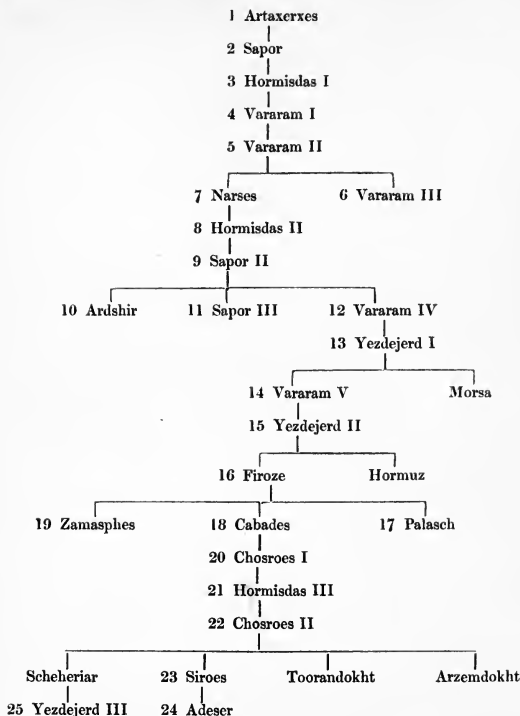 1 Artaxerxes
2 Sapor
3 Hormisdas I
4 Vararam I
5 Vararam II
7 Narses 6 Vararam III
8 Hormisdas II
9 Sapor II
10 Ardshir 11 Sapor III 12 Vararam IV
13 Yezdejerd I
14 Vararam V Morsa
15 Yezdejerd II
16 Firoze Hormuz
19 Zamasphes 18 Cabades 17 Palasch
20 Chosroes I
21 Hormisdas III
22 Chosroes II
Scheheriar 23 Siroes Toorandokht Arzemdokht
25 Yezdejerd III 24 Adeser